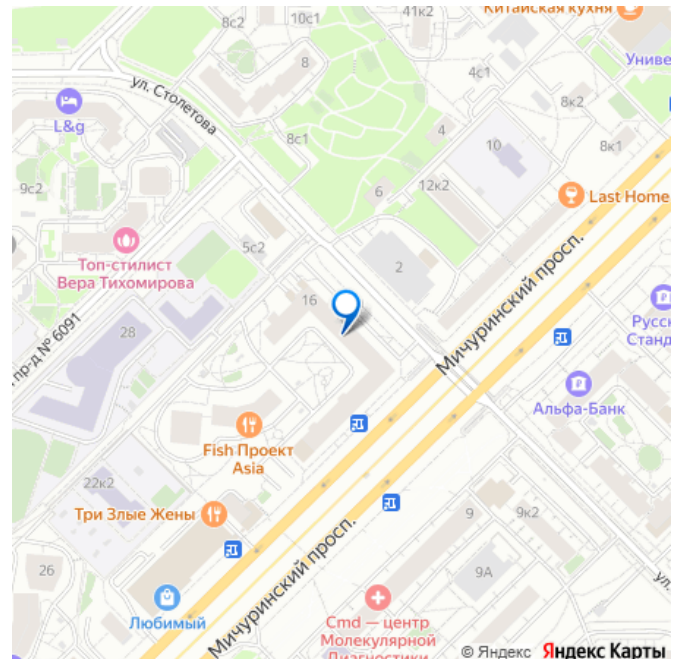 41к2
Китайская кухня
10с1
8с2
Униве
8
4с1
ул. Столетова
8к2
L&g
8с1
4
10
8к1
9с2
6
12к2
Last Home
5с2
2
Топ-стилист
Вера Тихомирова
16
Мичуринский просп.
пр-д № 6091
28
Русск
Станд
Альфа-Банк
Fish Проект
Asia
22к2
Три Злые Жены
9
9к2
26
9А
ул.
Любимый
Мичуринский просп.
Cmd — центр
Молекулярной
Диагностики
© Яндекс Яндекс Карты